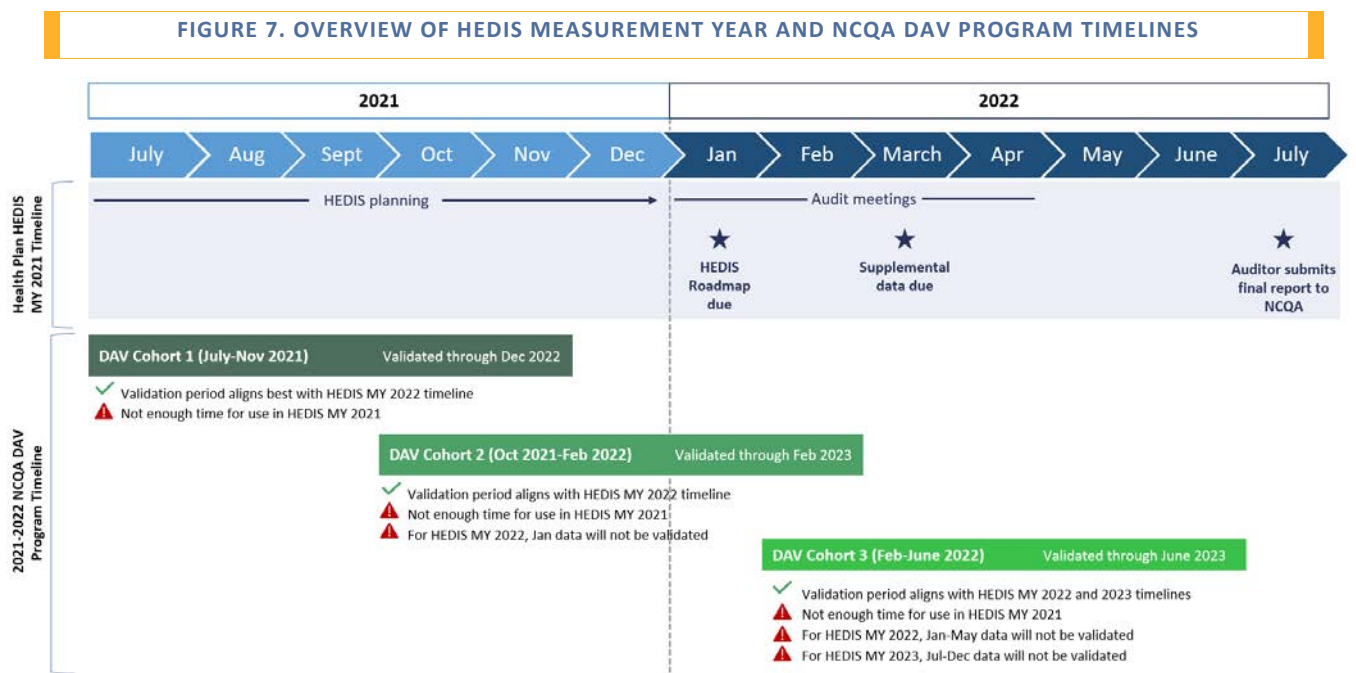 FIGURE 7. OVERVIEW OF HEDIS MEASUREMENT YEAR AND NCQA DAV PROGRAM TIMELINES
2021
2022
July
Aug
Sept
Oct
Nov
Dec
Jan
Feb
March
Apr
May
June
July
Health Plan HEDIS
MY 2021 Timeline
HEDIS planning
Audit meetings
HEDIS
Roadmap
due
Supplemental
data due
Auditor submits
final report to
NCQA
2021-2022 NCQA DAV
Program Timeline
DAV Cohort 1 (July-Nov 2021) Validated through Dec 2022
Validation period aligns best with HEDIS MY 2022 timeline
Not enough time for use in HEDIS MY 2021
DAV Cohort 2 (Oct 2021-Feb 2022) Validated through Feb 2023
Validation period aligns with HEDIS MY 2022 timeline
Not enough time for use in HEDIS MY 2021
For HEDIS MY 2022, Jan data will not be validated
DAV Cohort 3 (Feb-June 2022) Validated through June 2023
Validation period aligns with HEDIS MY 2022 and 2023 timelines
Not enough time for use in HEDIS MY 2021
For HEDIS MY 2022, Jan-May data will not be validated
For HEDIS MY 2023, Jul-Dec data will not be validated